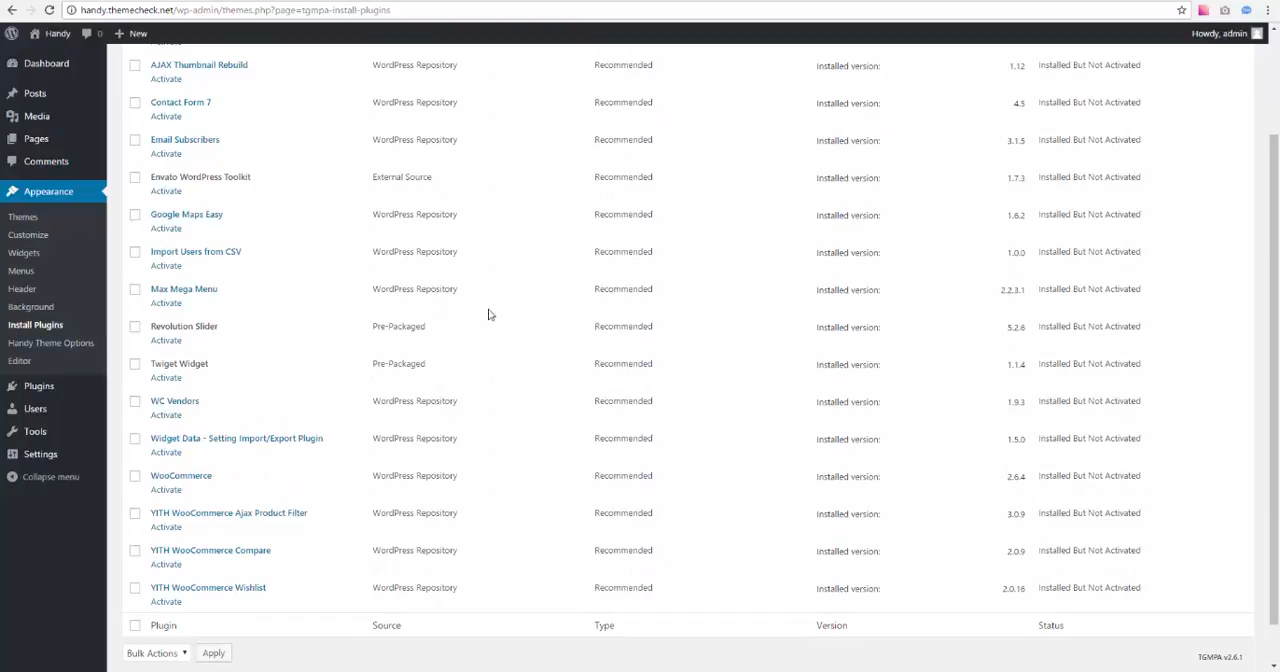 handy.themecheck.net/wp-admin/themes.php?page=tgmpa-install-plugins
Handy 0 New Howdy, admin
Dashboard
Posts
Media
Pages
Comments
Appearance
Themes
Customize
Widgets
Menus
Header
Background
Install Plugins
Handy Theme Options
Editor
Plugins
Users
Tools
Settings
Collapse menu
AJAX Thumbnail Rebuild WordPress Repository Recommended Installed version: 1.12 Installed But Not Activated
Activate
Contact Form 7 WordPress Repository Recommended Installed version: 4.5 Installed But Not Activated
Activate
Email Subscribers WordPress Repository Recommended Installed version: 3.1.5 Installed But Not Activated
Activate
Envato WordPress Toolkit External Source Recommended Installed version: 1.7.3 Installed But Not Activated
Activate
Google Maps Easy WordPress Repository Recommended Installed version: 1.6.2 Installed But Not Activated
Activate
Import Users from CSV WordPress Repository Recommended Installed version: 1.0.0 Installed But Not Activated
Activate
Max Mega Menu WordPress Repository Recommended Installed version: 2.2.3.1 Installed But Not Activated
Activate
Revolution Slider Pre-Packaged Recommended Installed version: 5.2.6 Installed But Not Activated
Activate
Twiget Widget Pre-Packaged Recommended Installed version: 1.1.4 Installed But Not Activated
Activate
WC Vendors WordPress Repository Recommended Installed version: 1.9.3 Installed But Not Activated
Activate
Widget Data - Setting Import/Export Plugin WordPress Repository Recommended Installed version: 1.5.0 Installed But Not Activated
Activate
WooCommerce WordPress Repository Recommended Installed version: 2.6.4 Installed But Not Activated
Activate
YITH WooCommerce Ajax Product Filter WordPress Repository Recommended Installed version: 3.0.9 Installed But Not Activated
Activate
YITH WooCommerce Compare WordPress Repository Recommended Installed version: 2.0.9 Installed But Not Activated
Activate
YITH WooCommerce Wishlist WordPress Repository Recommended Installed version: 2.0.16 Installed But Not Activated
Activate
Plugin Source Type Version Status
Bulk Actions Apply
TGMPA v2.6.1